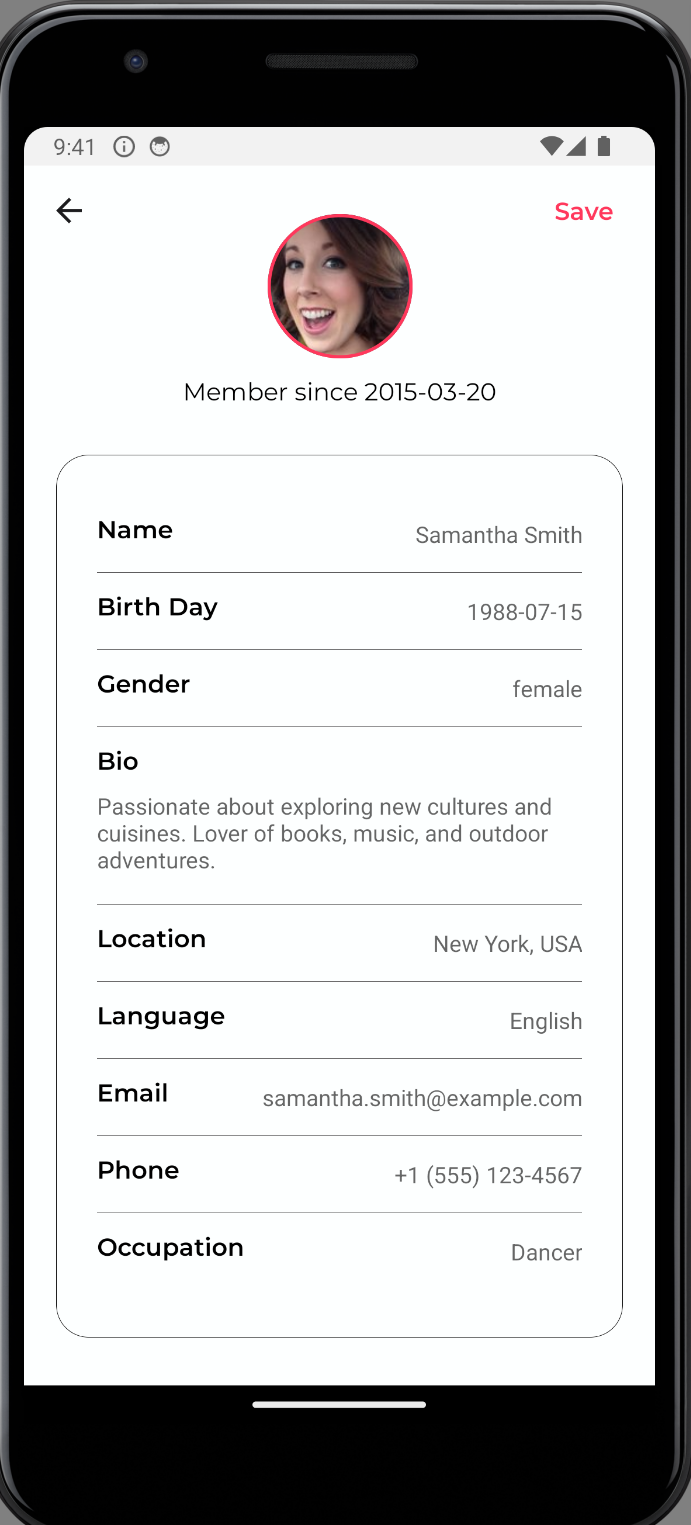 9:41
Save
Member since 2015-03-20
Name
Samantha Smith
Birth Day
1988-07-15
Gender
female
Bio
Passionate about exploring new cultures and
cuisines. Lover of books, music, and outdoor
adventures.
Location
New York, USA
Language
English
Email
samantha.smith@example.com
Phone
+1 (555) 123-4567
Occupation
Dancer